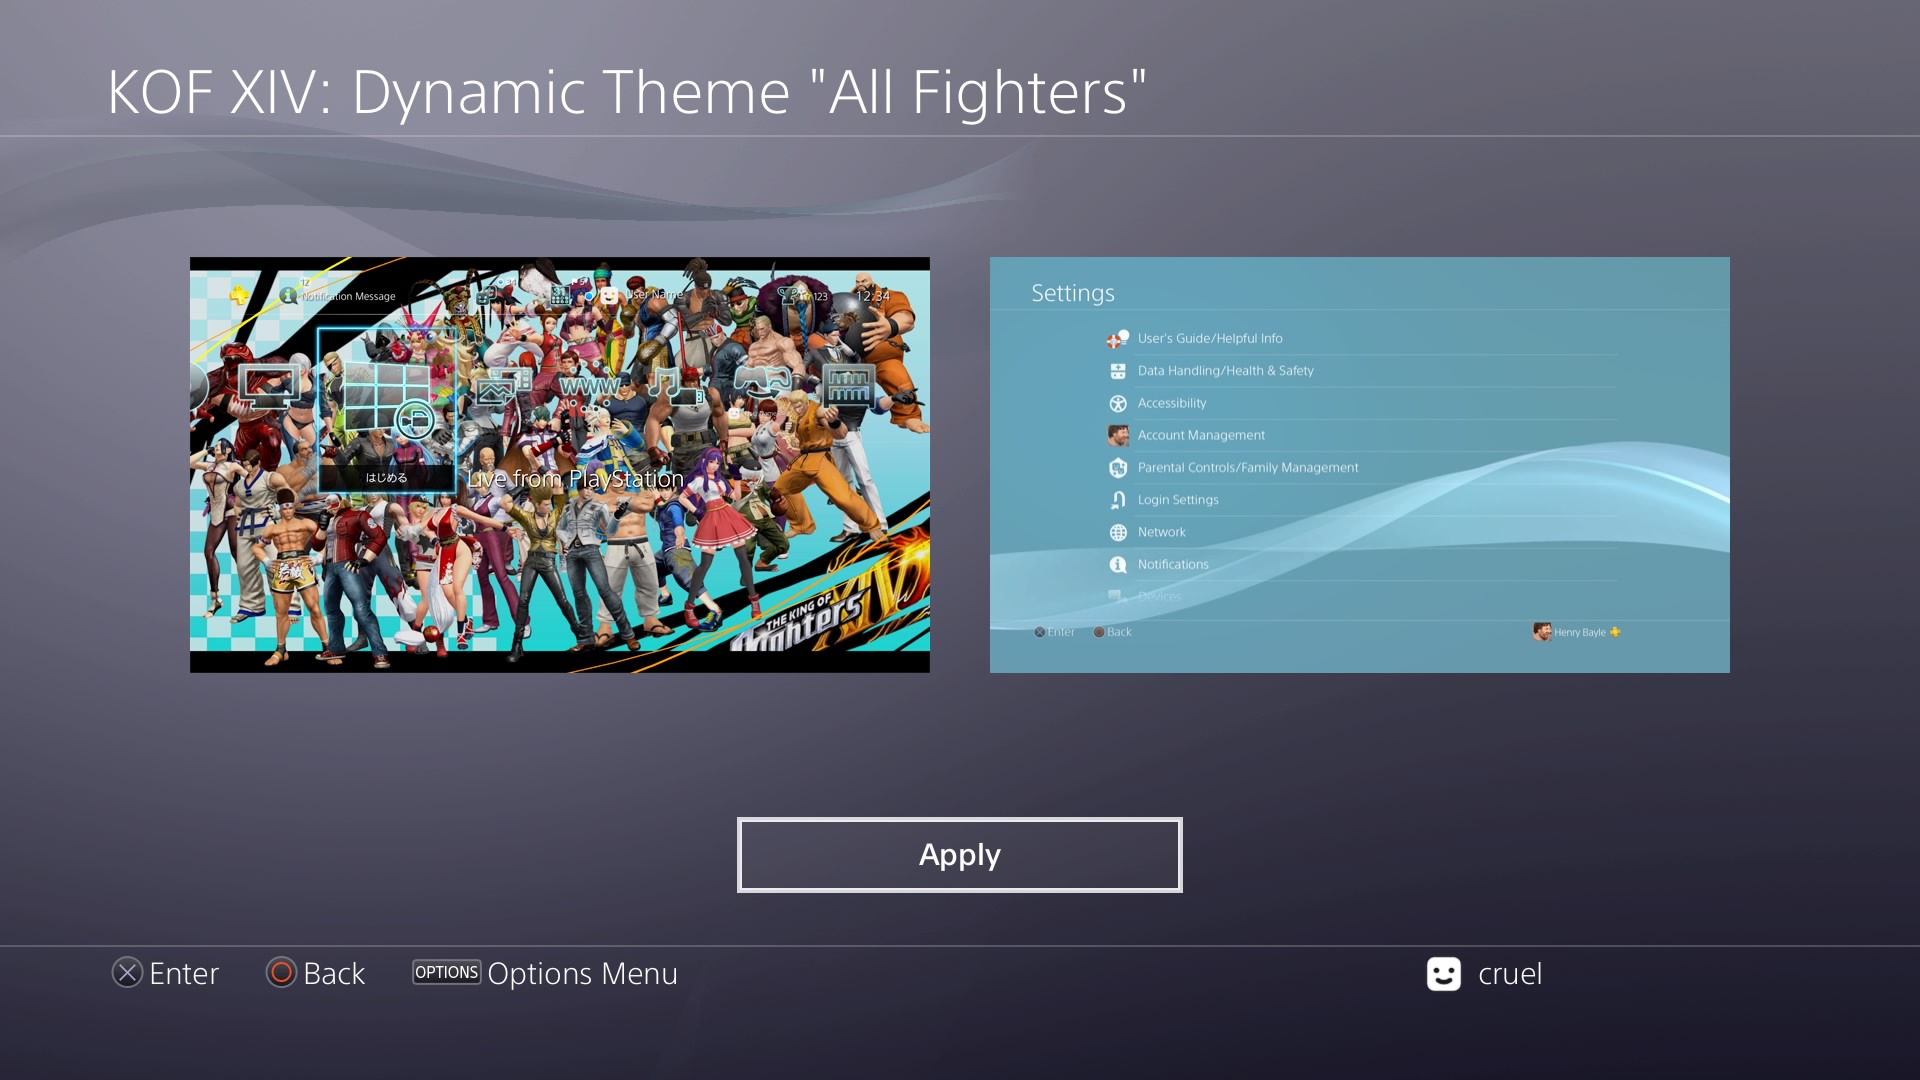 KOF XIV: Dynamic Theme "All Fighters"
12
Notification Message
User Name
123
12:34
WWW
はじめる
Live from PlayStation
THE KING OF
Fighters XIV
Settings
User's Guide/Helpful Info
Data Handling/Health & Safety
Accessibility
Account Management
Parental Controls/Family Management
Login Settings
Network
Notifications
Devices
Enter
Back
Henry Bayle
Apply
Enter
Back
OPTIONS Options Menu
cruel